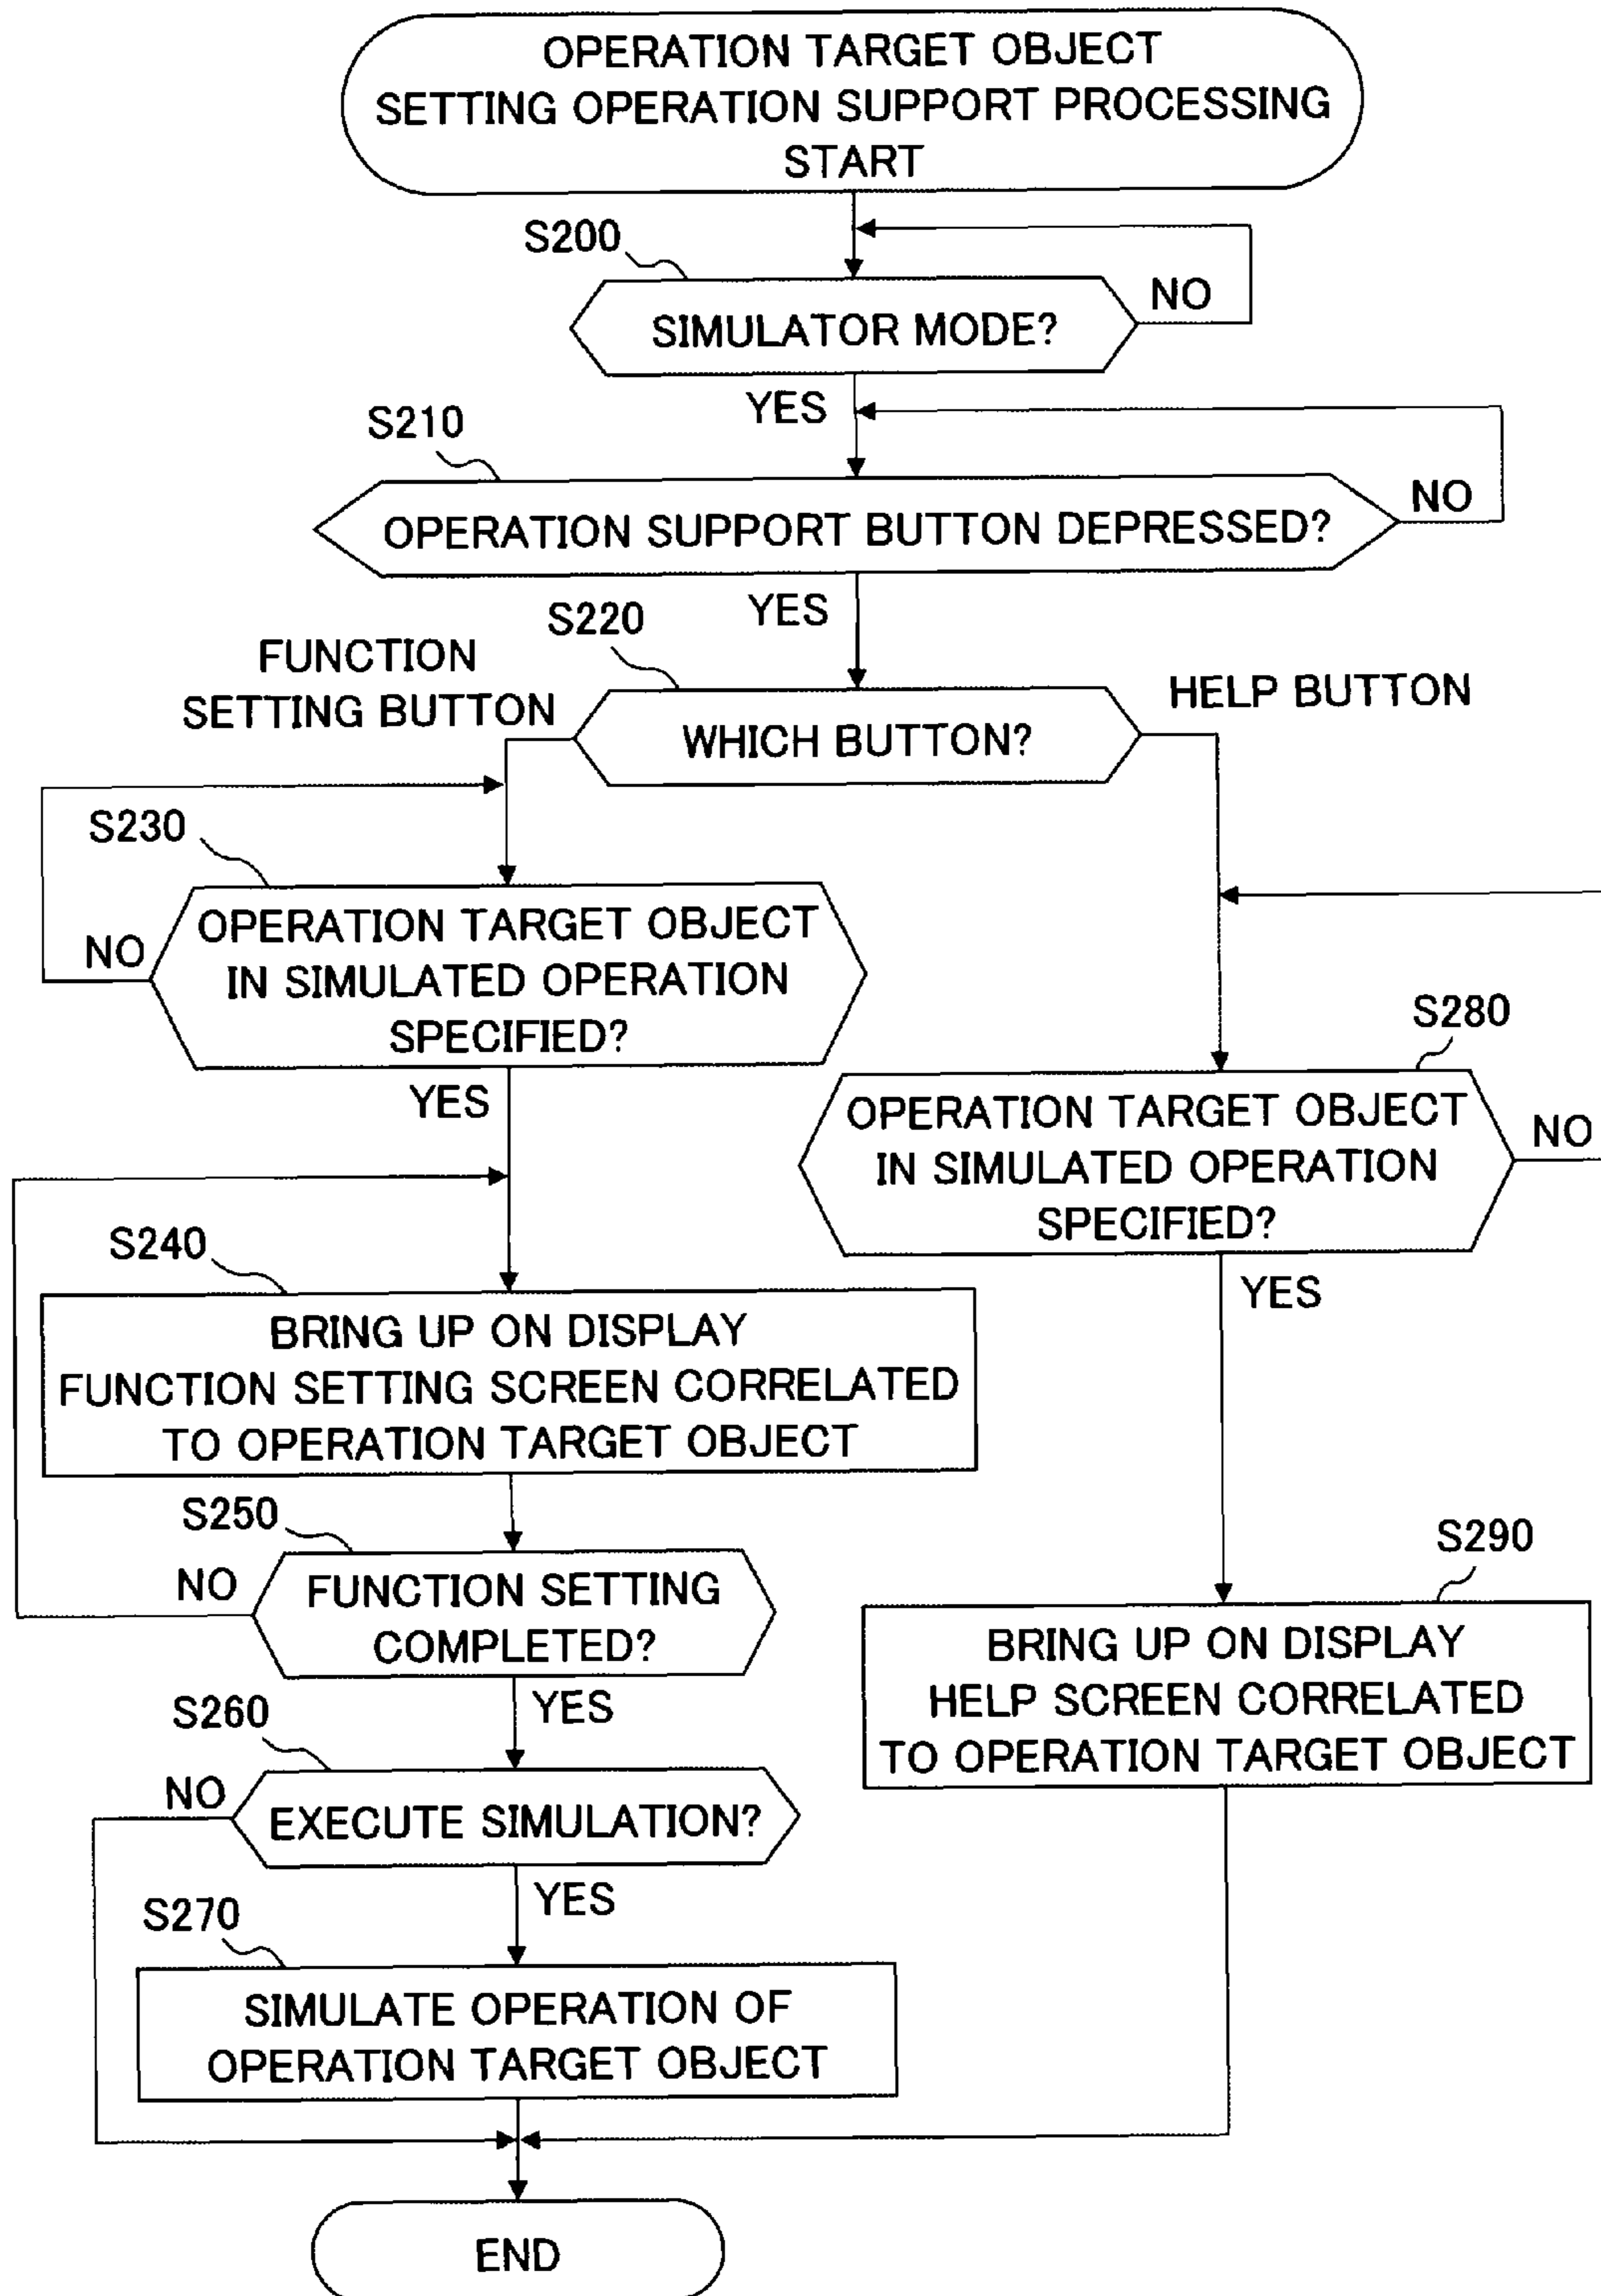 OPERATION TARGET OBJECT
SETTING OPERATION SUPPORT PROCESSING
START
S200
NO
SIMULATOR MODE?
YES
S210
NO
OPERATION SUPPORT BUTTON DEPRESSED?
YES
S220
FUNCTION
SETTING BUTTON
HELP BUTTON
WHICH BUTTON?
S230
NO
OPERATION TARGET OBJECT
IN SIMULATED OPERATION
SPECIFIED?
YES
S280
OPERATION TARGET OBJECT
IN SIMULATED OPERATION
SPECIFIED?
NO
YES
S240
BRING UP ON DISPLAY
FUNCTION SETTING SCREEN CORRELATED
TO OPERATION TARGET OBJECT
S250
NO
FUNCTION SETTING
COMPLETED?
YES
S290
BRING UP ON DISPLAY
HELP SCREEN CORRELATED
TO OPERATION TARGET OBJECT
S260
NO
EXECUTE SIMULATION?
YES
S270
SIMULATE OPERATION OF
OPERATION TARGET OBJECT
END